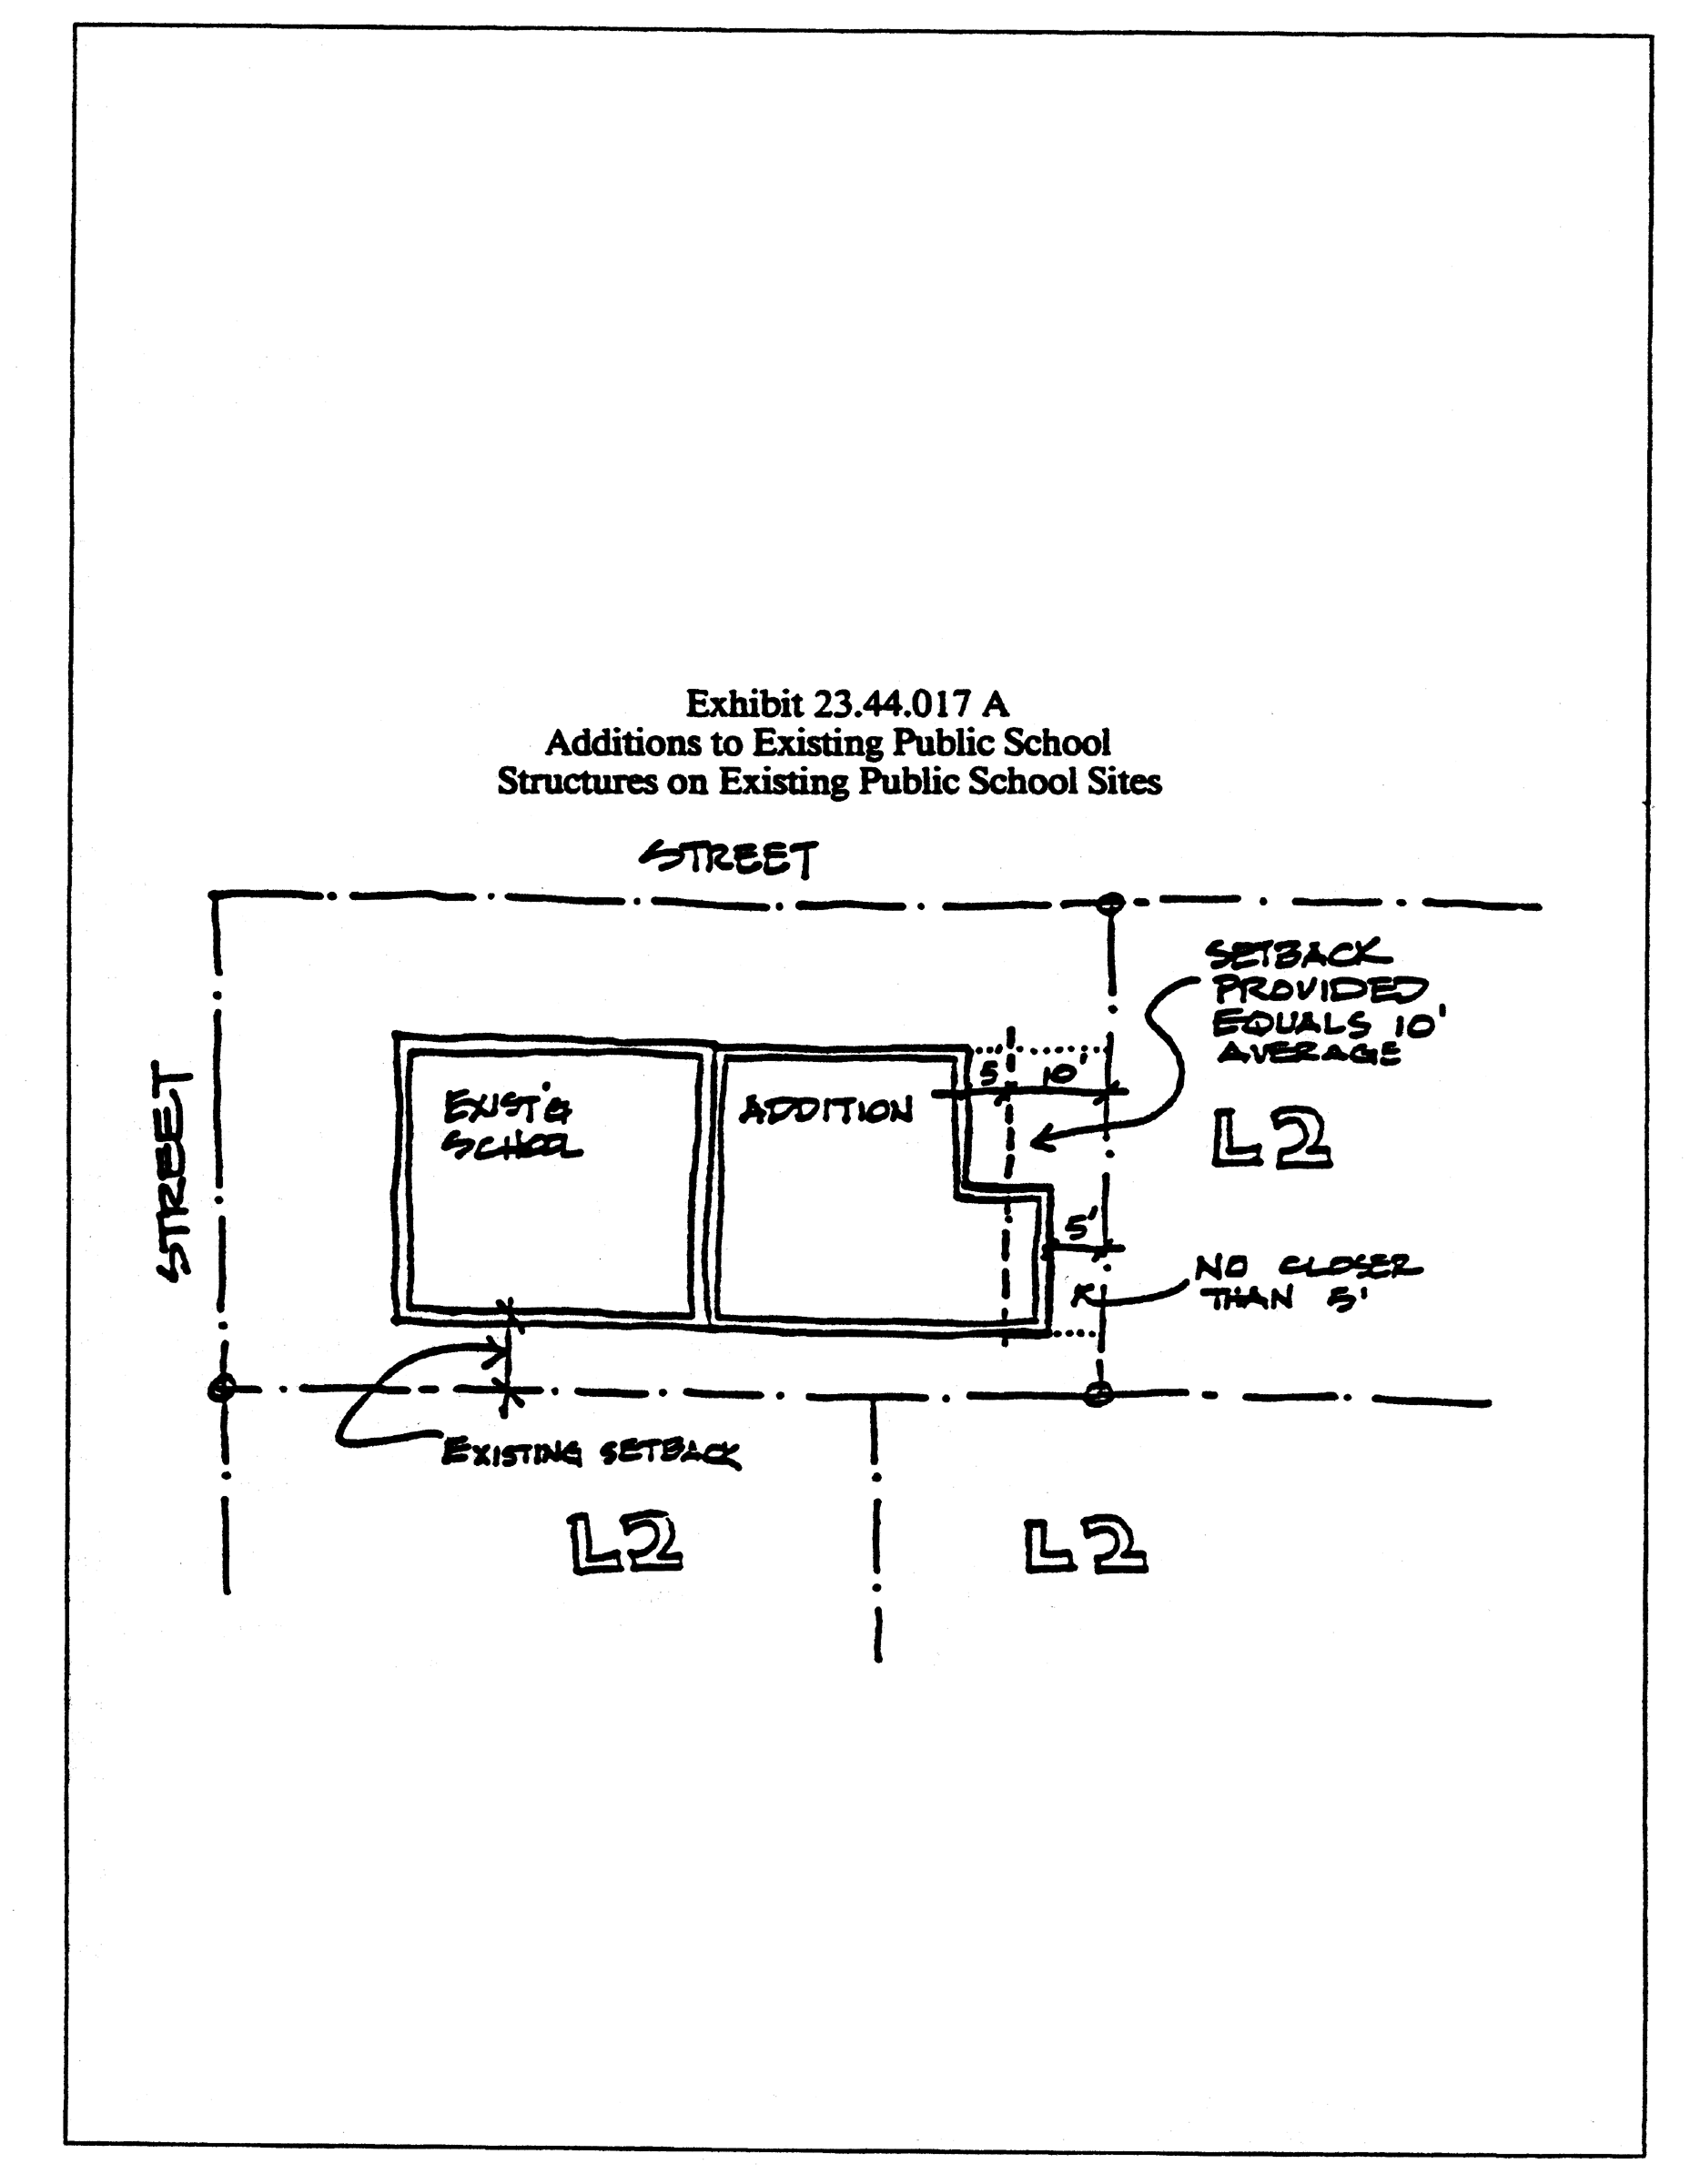 Exhibit 23.44.017 A
Additions to Existing Public School
Structures on Existing Public School Sites
STREET
STREET
SETBACK
PROVIDED
EQUALS 10'
AVERAGE
5'
10'
EXIST'G
SCHOOL
ADDITION
L2
5'
NO CLOSER
THAN 5'
EXISTING SETBACK
L2
L2